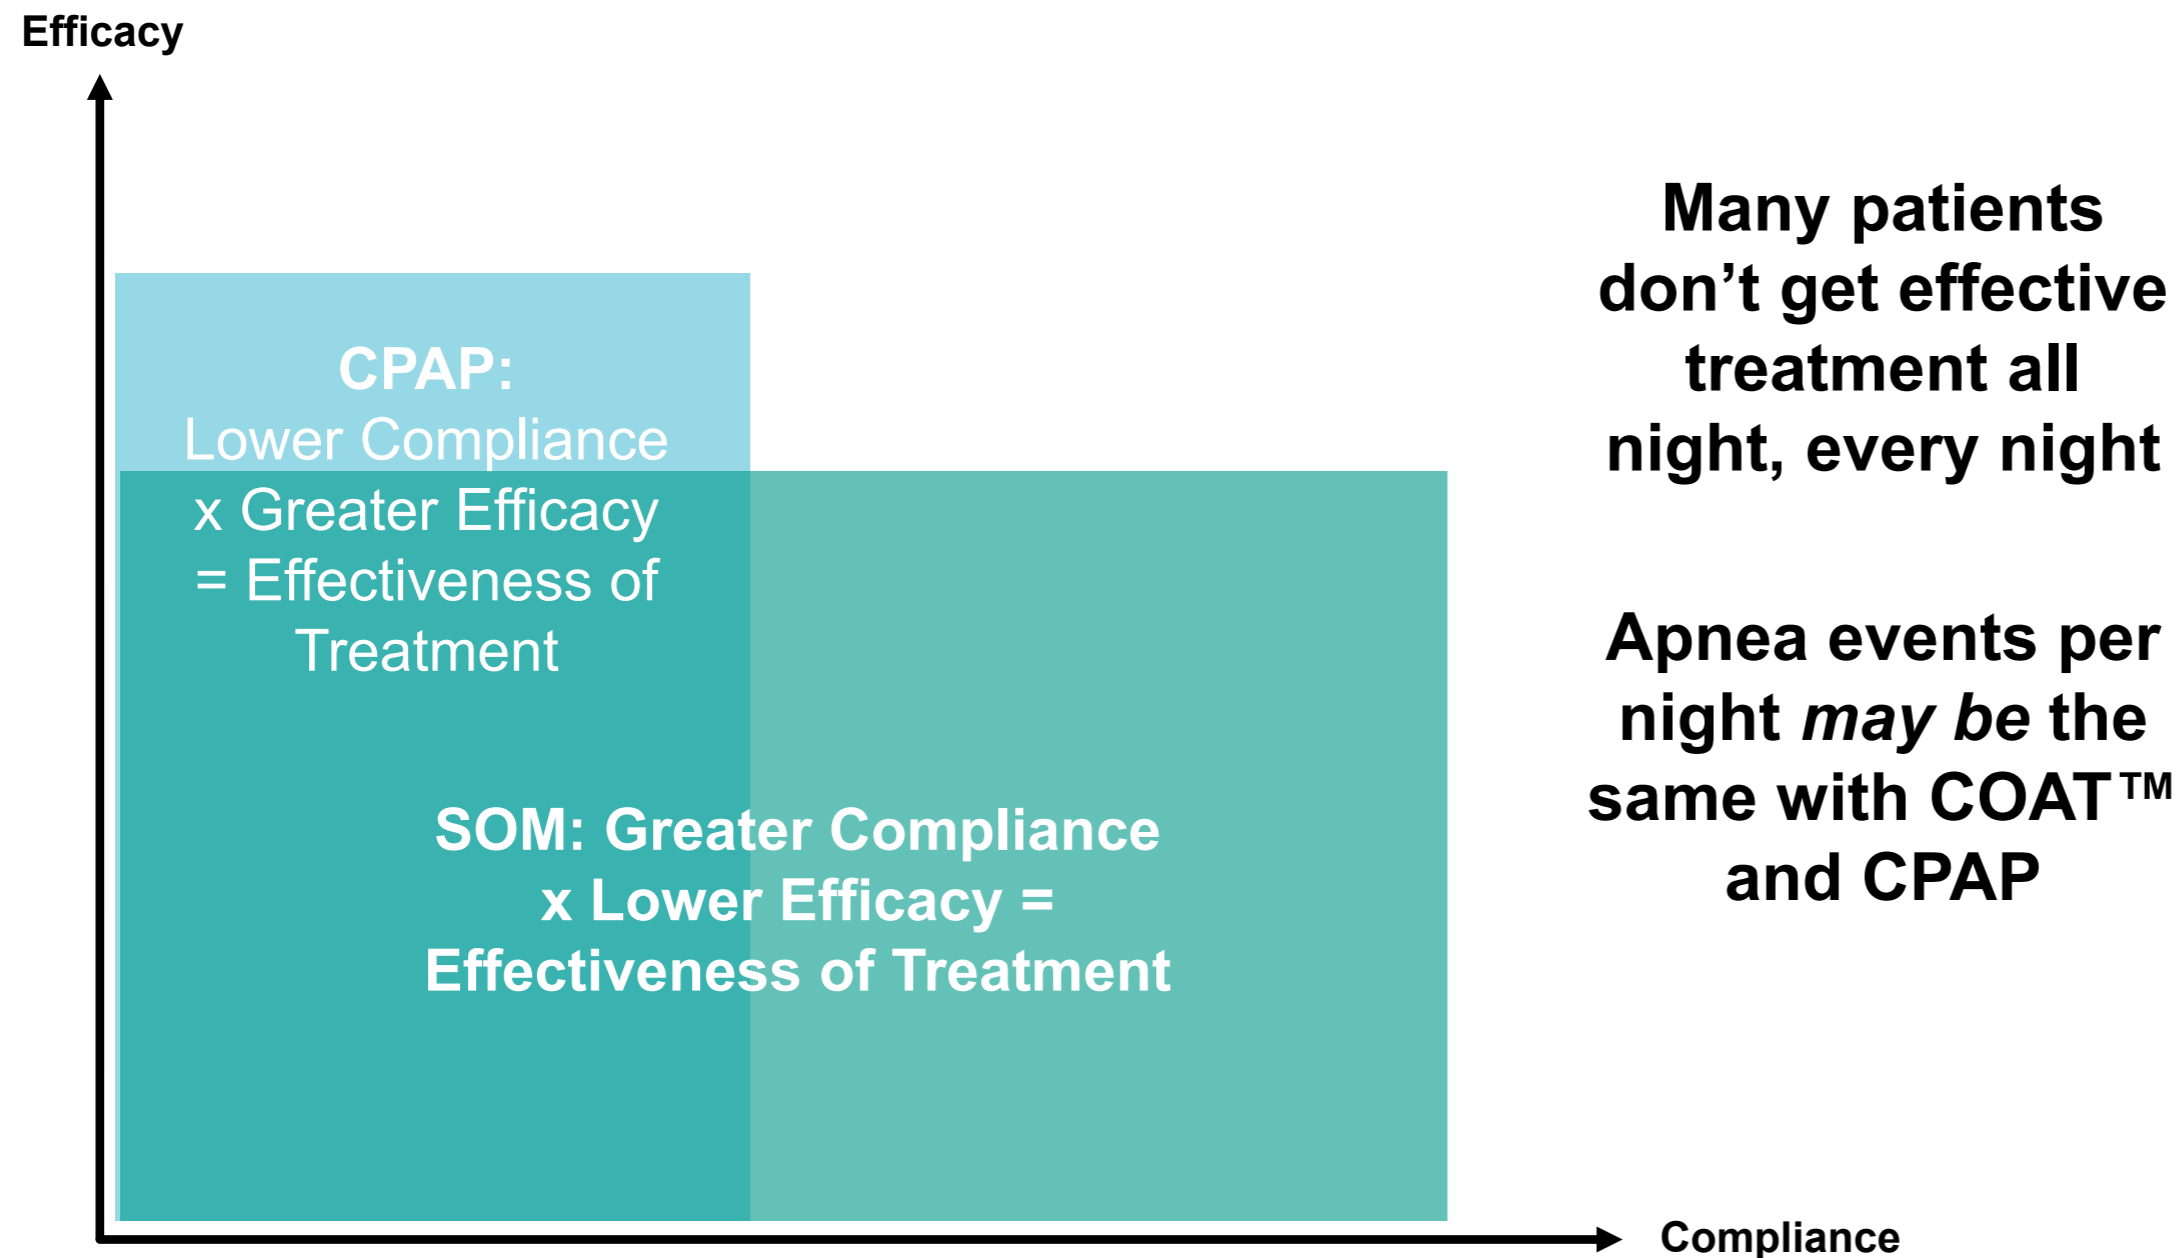 Efficacy
CPAP:
Lower Compliance
x Greater Efficacy
= Effectiveness of
Treatment
SOM: Greater Compliance
x Lower Efficacy =
Effectiveness of Treatment
Compliance
Many patients
don’t get effective
treatment all
night, every night
Apnea events per
night may be the
same with COAT™
and CPAP